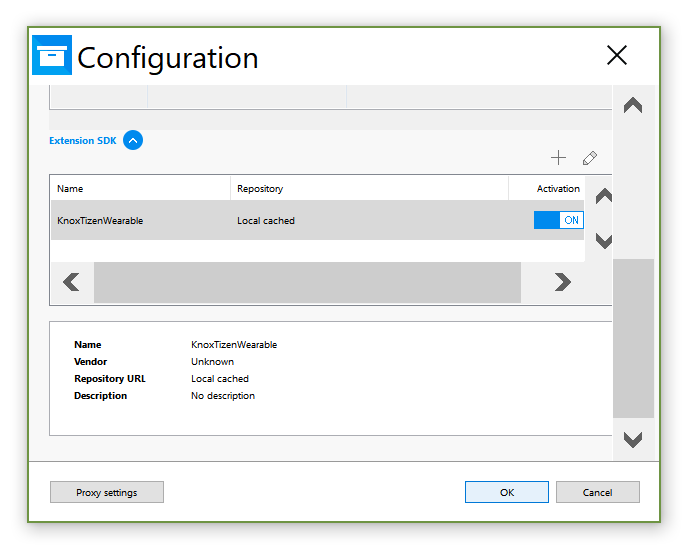 Configuration
Extension SDK
Name Repository Activation
KnoxTizenWearable Local cached ON
Name KnoxTizenWearable
Vendor Unknown
Repository URL Local cached
Description No description
Proxy settings OK Cancel